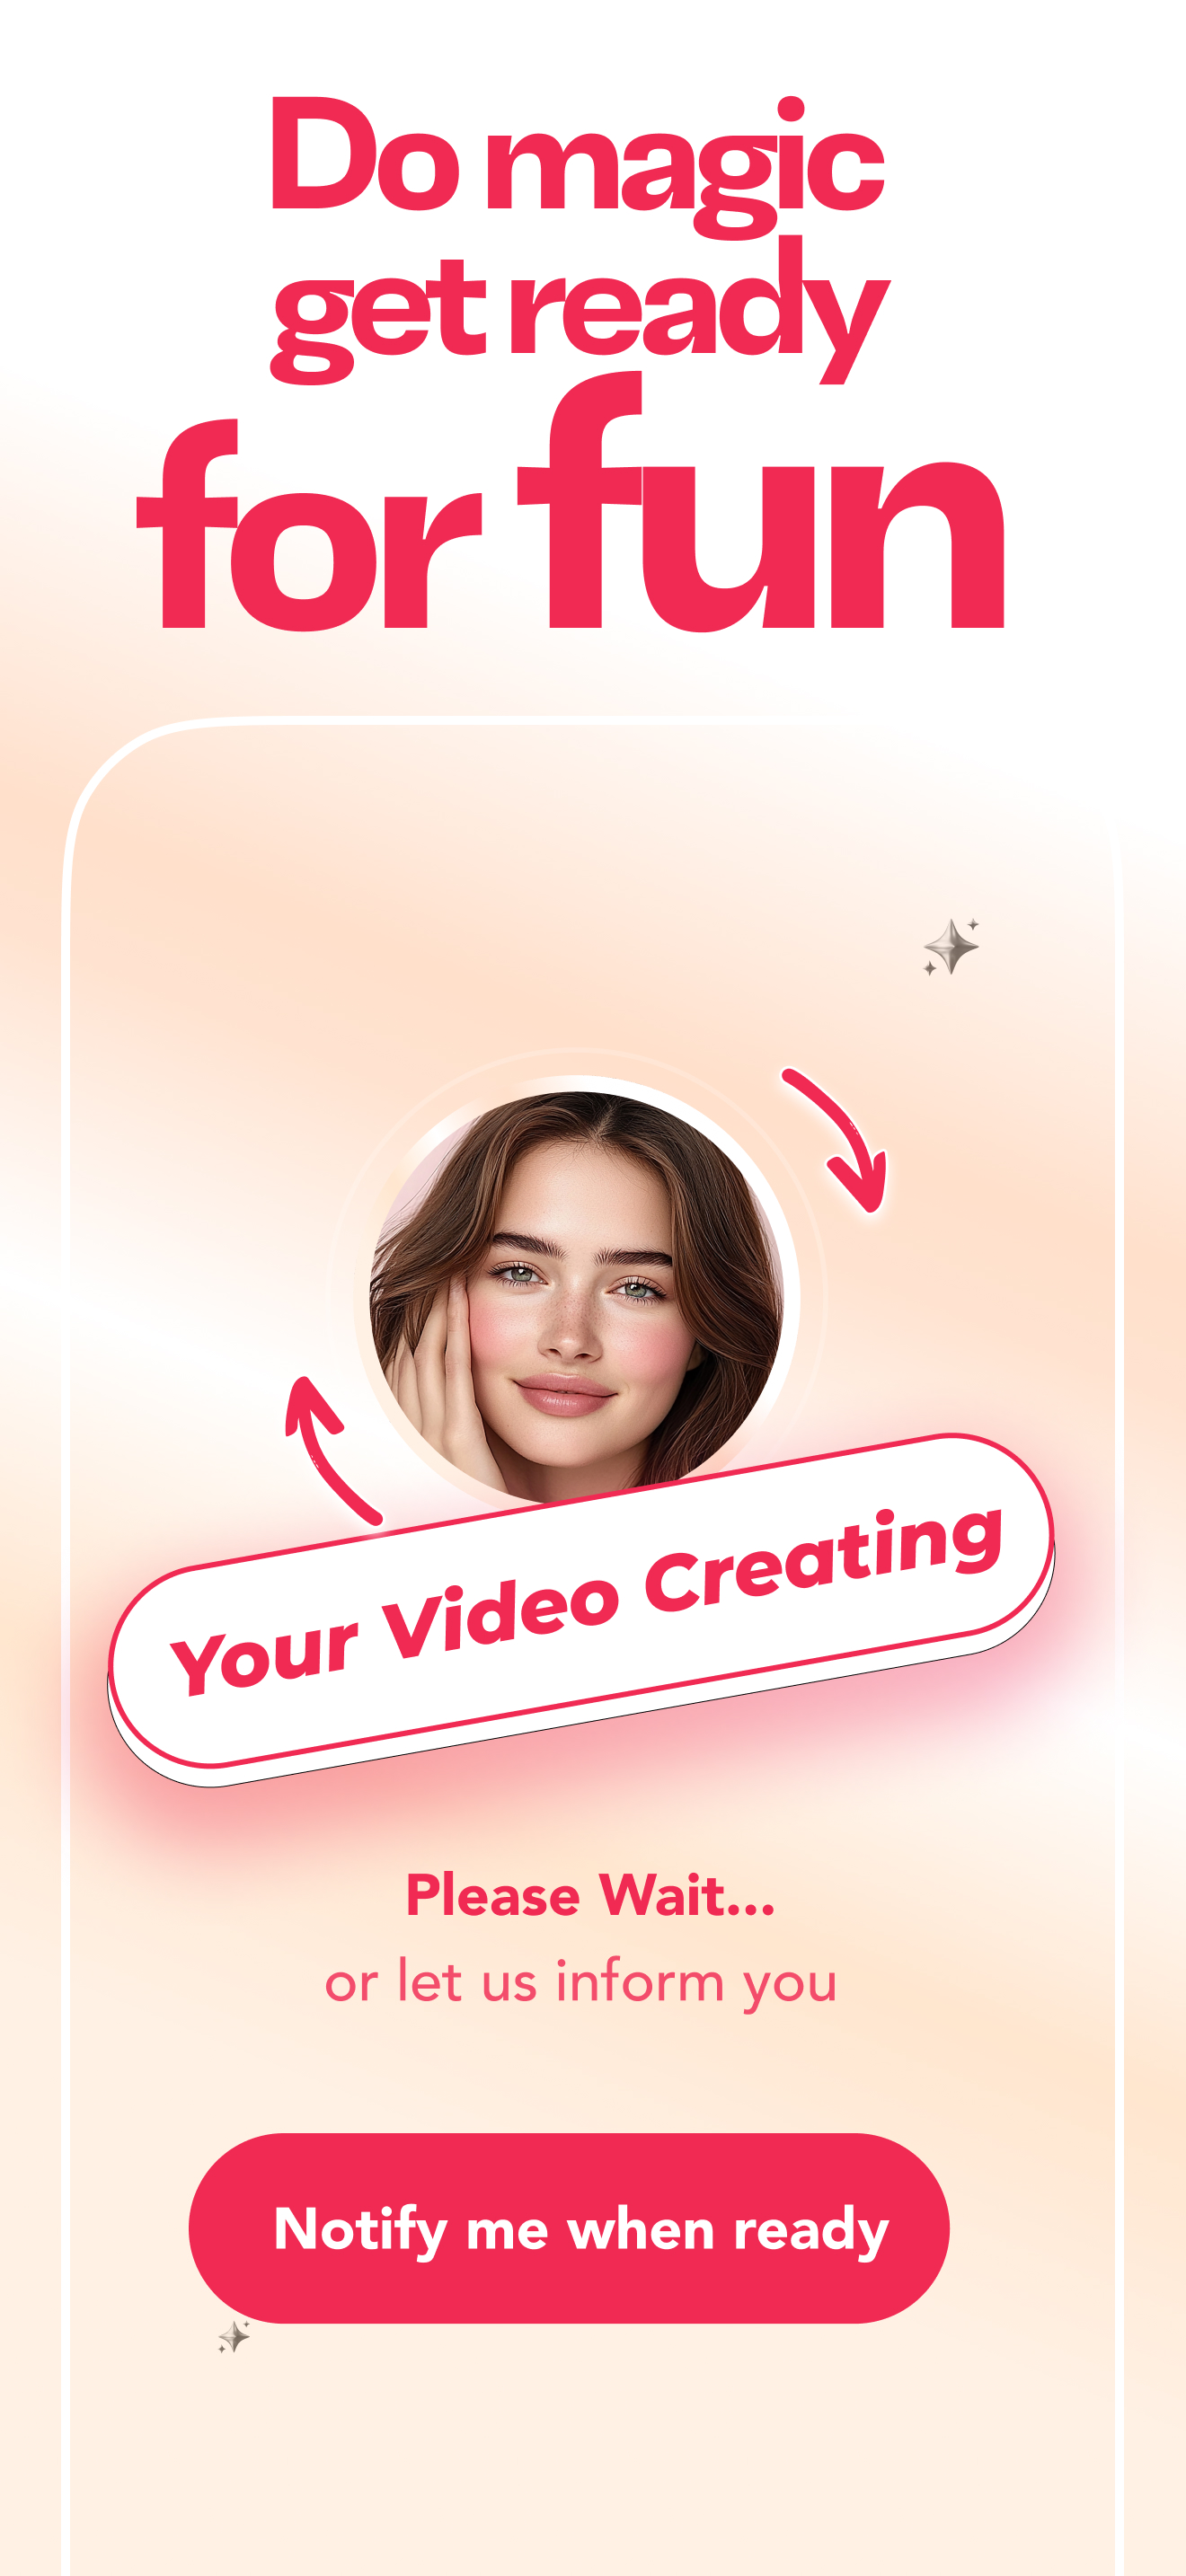 Do magic
get ready
for fun
Your Video Creating
Please Wait...
or let us inform you
Notify me when ready